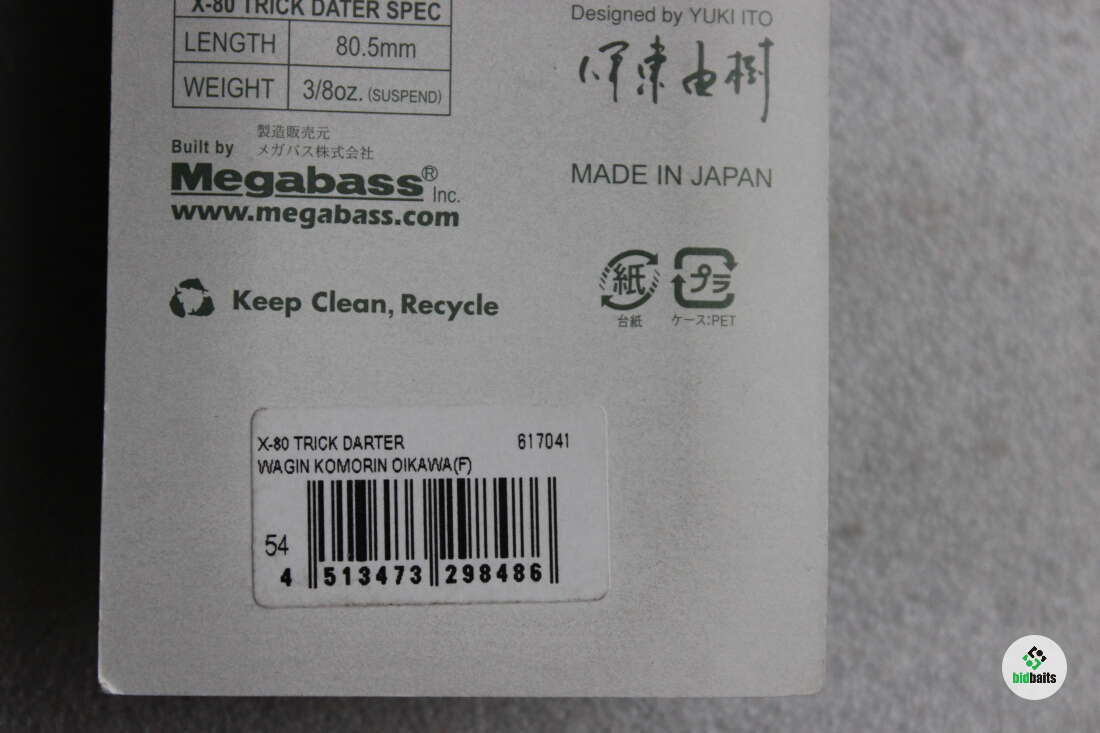 X-80 TRICK DATER SPEC
LENGTH 80.5mm
WEIGHT 3/8oz. (SUSPEND)
Designed by YUKI ITO
伊東由樹
製造販売元
Built by メガバス株式会社
Megabass® Inc.
www.megabass.com
MADE IN JAPAN
紙 プラ
台紙 ケース:PET
Keep Clean, Recycle
X-80 TRICK DARTER 617041
WAGIN KOMORIN OIKAWA(F)
54
4 513473 298486
bidbaits